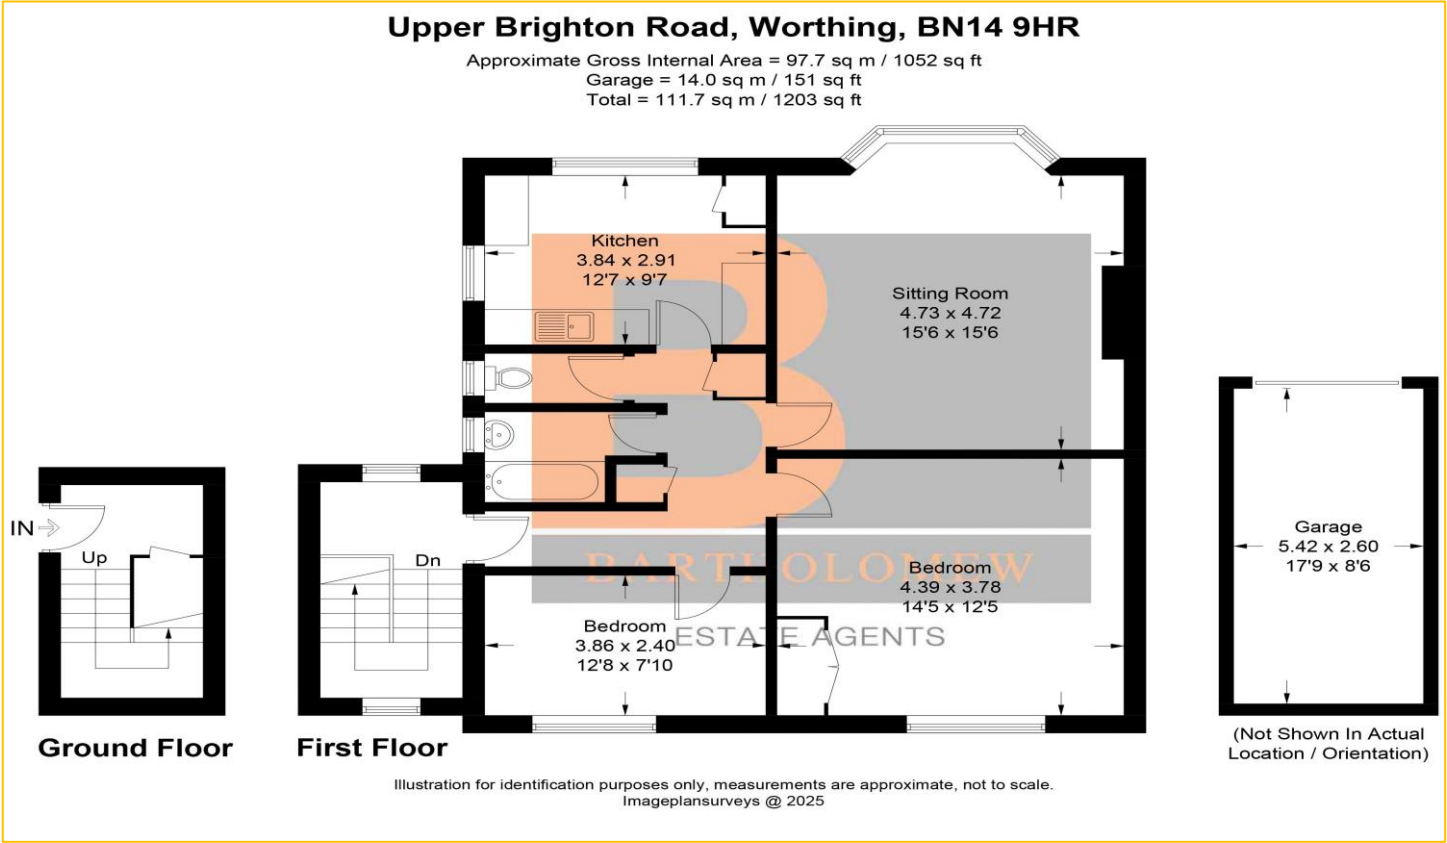 Upper Brighton Road, Worthing, BN14 9HR
Approximate Gross Internal Area = 97.7 sq m / 1052 sq ft
Garage = 14.0 sq m / 151 sq ft
Total = 111.7 sq m / 1203 sq ft
Kitchen
3.84 x 2.91
12'7 x 9'7
Sitting Room
4.73 x 4.72
15'6 x 15'6
IN
Up
Dn
Garage
5.42 x 2.60
17'9 x 8'6
BARTHOLOMEW
ESTATE AGENTS
Bedroom
4.39 x 3.78
14'5 x 12'5
Bedroom
3.86 x 2.40
12'8 x 7'10
Ground Floor
First Floor
(Not Shown In Actual
Location / Orientation)
Illustration for identification purposes only, measurements are approximate, not to scale.
Imageplansurveys @ 2025